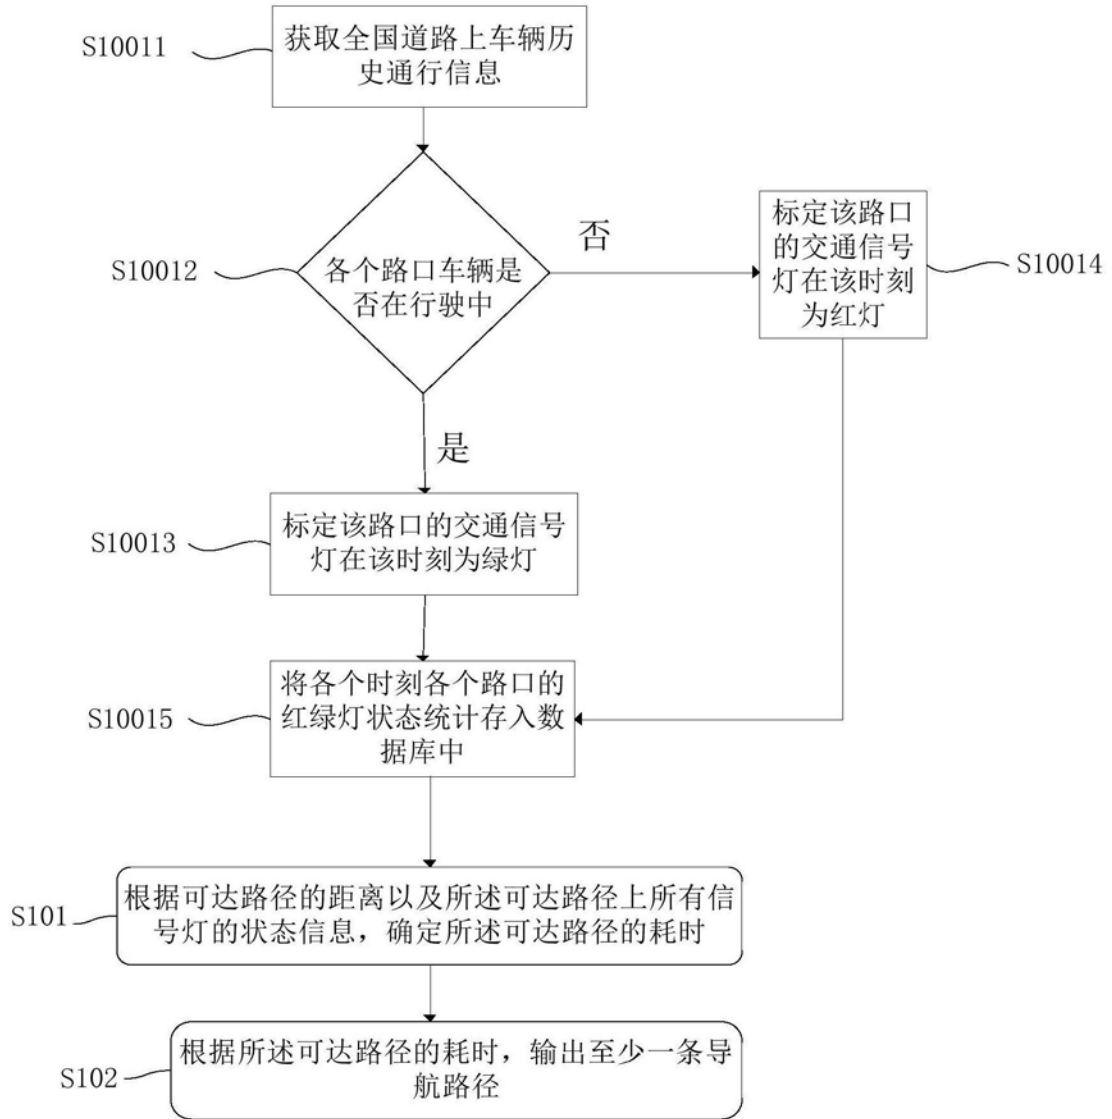 S10011
获取全国道路上车辆历
史通行信息
S10012
各个路口车辆是
否在行驶中
否
标定该路口
的交通信号
灯在该时刻
为红灯
S10014
是
S10013
标定该路口的交通信号
灯在该时刻为绿灯
S10015
将各个时刻各个路口的
红绿灯状态统计存入数
据库中
S101
根据可达路径的距离以及所述可达路径上所有信
号灯的状态信息，确定所述可达路径的耗时
S102
根据所述可达路径的耗时，输出至少一条导
航路径